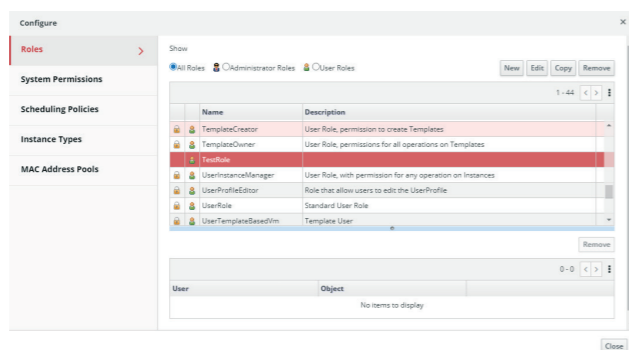 Configure ×
Roles
Show
All Roles Administrator Roles User Roles
New Edit Copy Remove
System Permissions
1 - 44 < >
Scheduling Policies
Name Description
TemplateCreator User Role, permission to create Templates
Instance Types
TemplateOwner User Role, permissions for all operations on Templates
TestRole
MAC Address Pools
UserInstanceManager User Role, with permission for any operation on Instances
UserProfileEditor Role that allow users to edit the UserProfile
UserRole Standard User Role
UserTemplateBasedVm Template User
Remove
0 - 0 < >
User Object
No items to display
Close